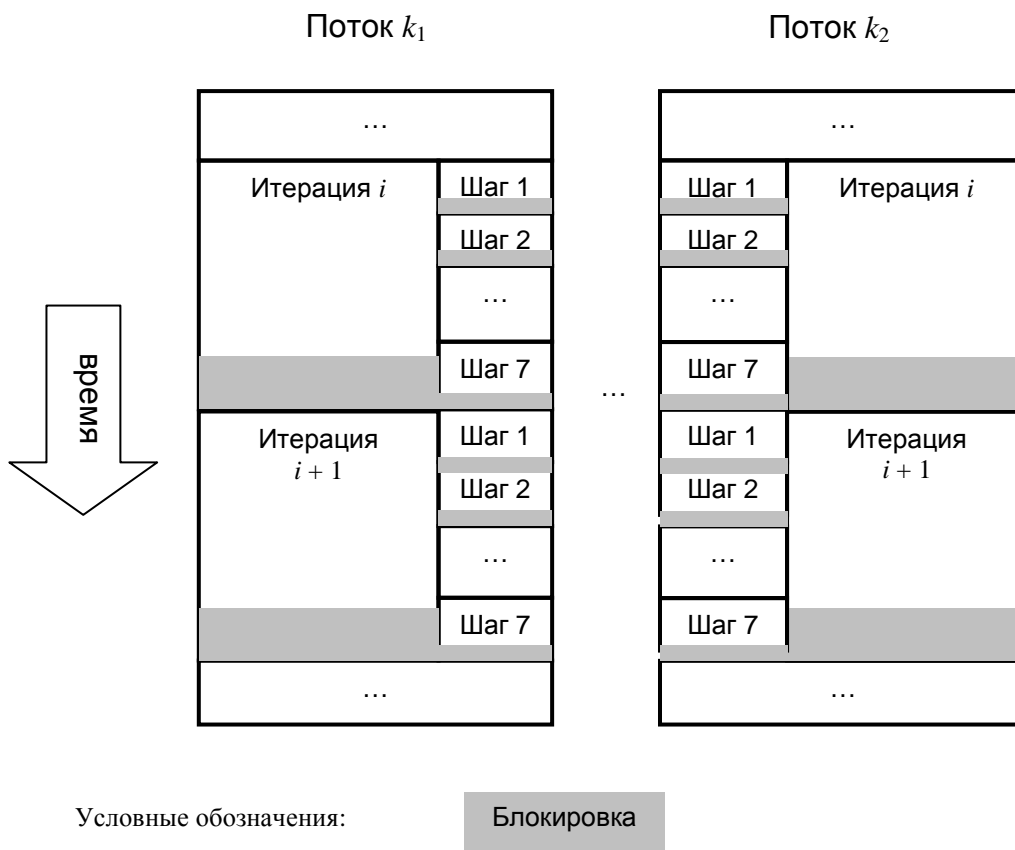 Поток k₁ Поток k₂
… …
Итерация i Шаг 1 Шаг 1 Итерация i
Шаг 2 Шаг 2
… …
Шаг 7 … Шаг 7
время
Итерация Шаг 1 Шаг 1 Итерация
i + 1 Шаг 2 Шаг 2 i + 1
… …
Шаг 7 Шаг 7
… …
Условные обозначения: Блокировка